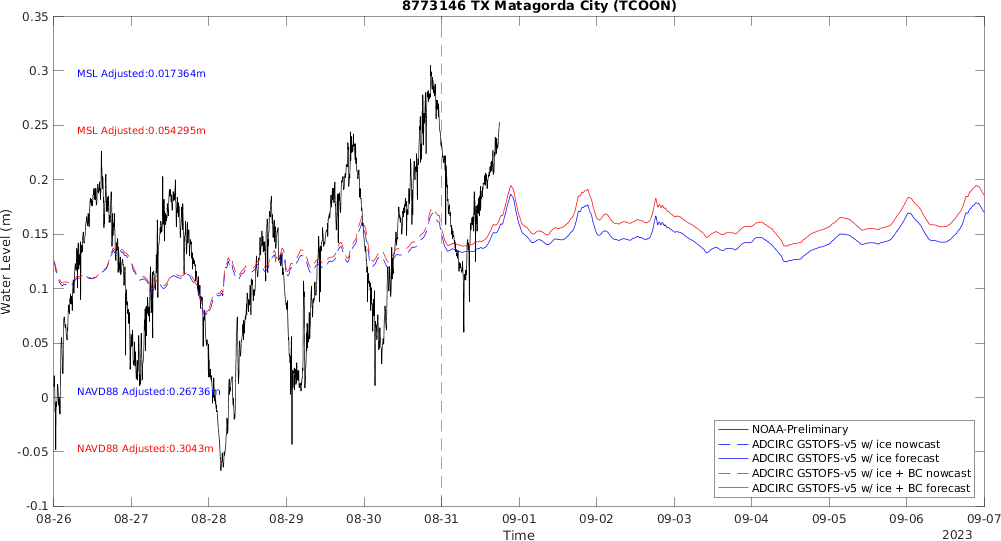 8773146 TX Matagorda City (TCOON)
0.35
0.3
0.25
0.2
0.15
0.1
0.05
0
-0.05
-0.1
Water Level (m)
MSL Adjusted:0.017364m
MSL Adjusted:0.054295m
NAVD88 Adjusted:0.26736m
NAVD88 Adjusted:0.3043m
NOAA-Preliminary
ADCIRC GSTOFS-v5 w/ ice nowcast
ADCIRC GSTOFS-v5 w/ ice forecast
ADCIRC GSTOFS-v5 w/ ice + BC nowcast
ADCIRC GSTOFS-v5 w/ ice + BC forecast
08-26 08-27 08-28 08-29 08-30 08-31 09-01 09-02 09-03 09-04 09-05 09-06 09-07
Time
2023